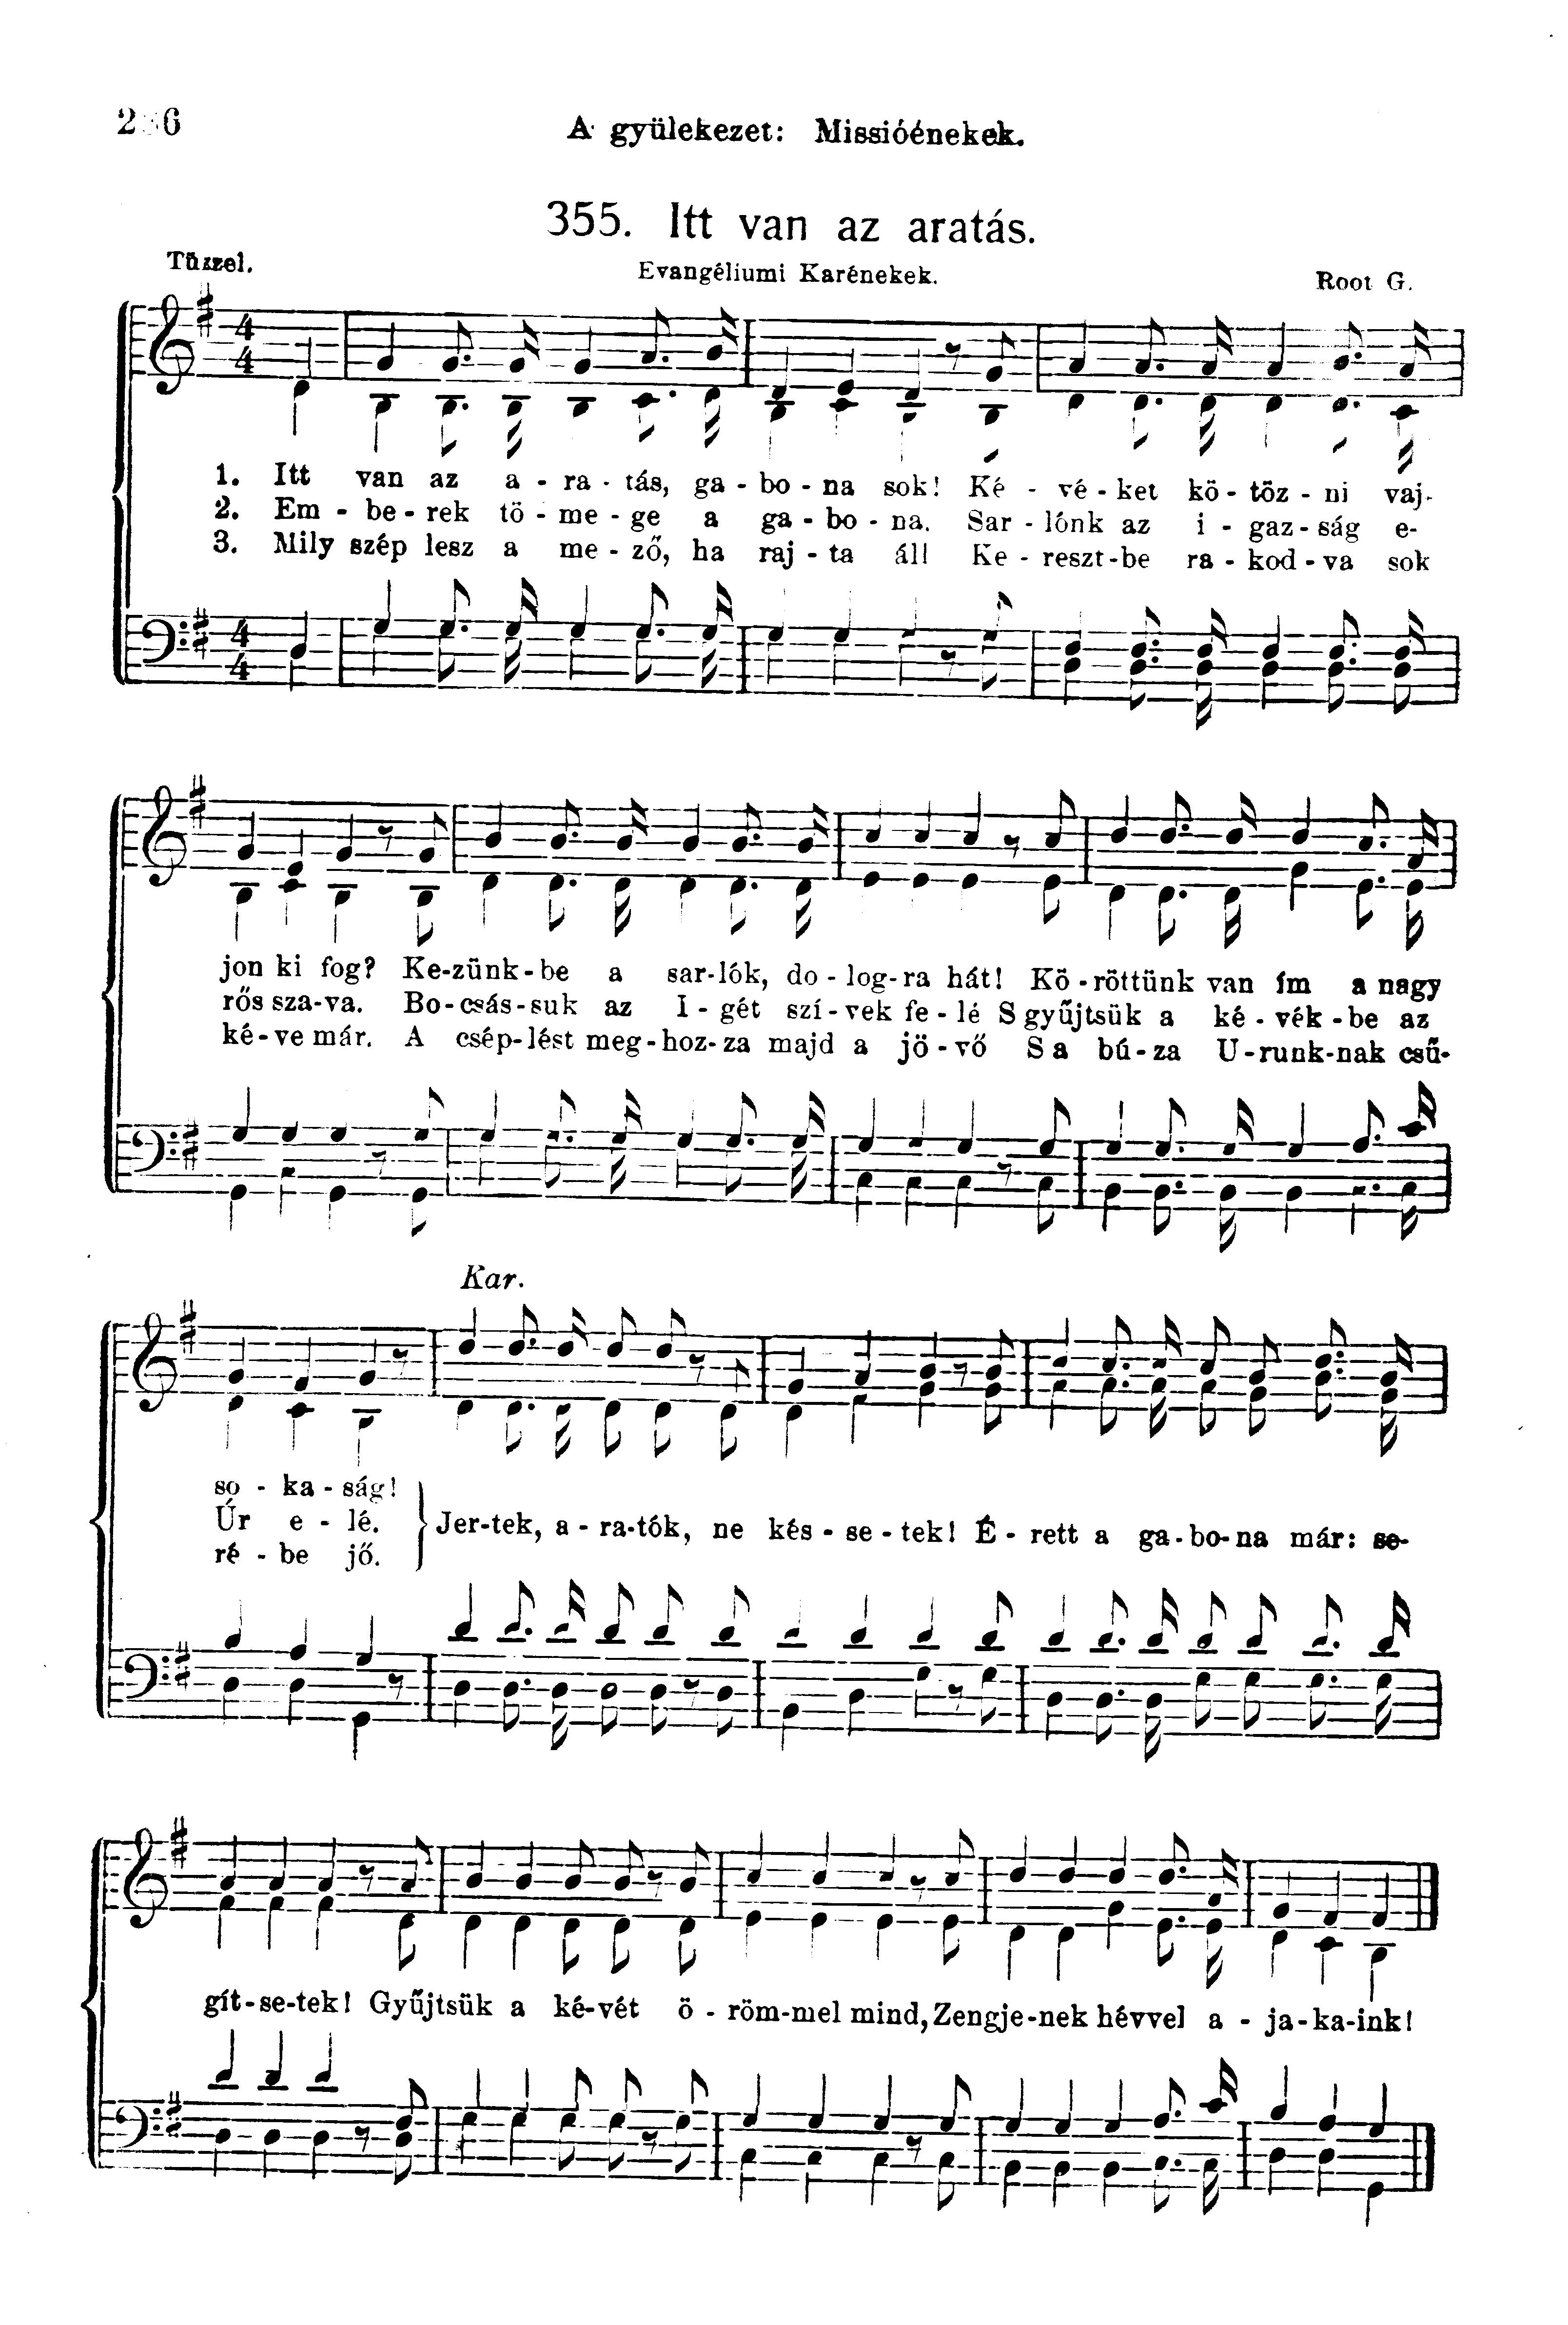 A gyülekezet: Missióénekek.
355. Itt van az aratás.
Tüzzel.
Evangéliumi Karénekek.
Root G.
4 4
1. Itt van az a - ra - tás, ga - bo - na sok! Ké - vé - ket kö - töz - ni vaj-
2. Em - be - rek tö - me - ge a ga - bo - na. Sar - lónk az i - gaz - ság e-
3. Mily szép lesz a me - ző, ha raj - ta áll Ke - reszt - be ra - kod - va sok
4 4
jon ki fog? Ke-zünk-be a sar-lók, do-log-ra hát! Kö-röttünk van ím a nagy
rős sza-va. Bo-csás-suk az I-gét szí-vek fe-lé S gyűjtsük a ké-vék-be az
ké-ve már. A csép-lést meg-hoz-za majd a jö-vő S a bú-za U-runk-nak csű-
Kar.
so - ka - ság!
Úr e - lé.
ré - be jő.
Jer-tek, a-ra-tók, ne kés-se-tek! É-rett a ga-bo-na már: se-
gít-se-tek! Gyűjtsük a ké-vét ö-röm-mel mind, Zengje-nek hévvel a-ja-ka-ink!